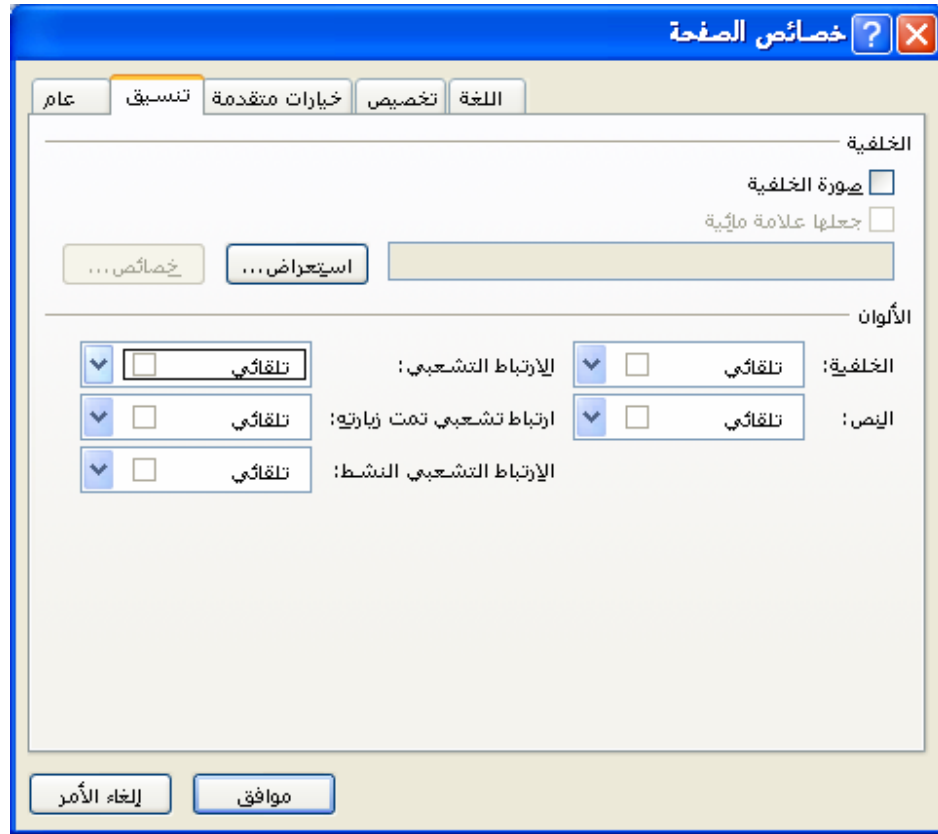 خصائص الصفحة
عام تنسيق خيارات متقدمة تخصيص اللغة
الخلفية
صورة الخلفية
جعلها علامة مائية
استعراض... خصائص...
الألوان
الخلفية: تلقائي الارتباط التشعبي: تلقائي
النص: تلقائي ارتباط تشعبي تمت زيارته: تلقائي
الارتباط التشعبي النشط: تلقائي
موافق إلغاء الأمر